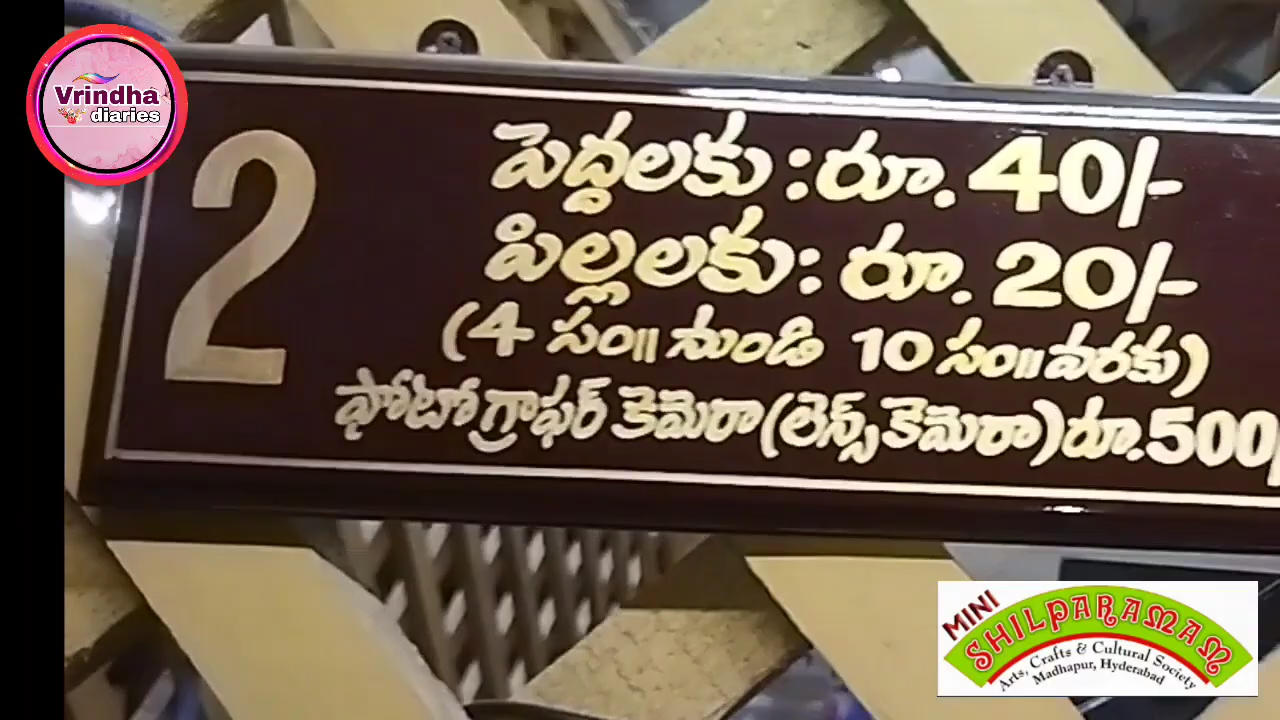 Vrindha
diaries
2
పెద్దలకు : రూ. 40/-
పిల్లలకు : రూ. 20/-
(4 సం॥ నుండి 10 సం॥ వరకు)
ఫోటోగ్రాఫర్ కెమెరా (లెన్స్ కెమెరా) రూ. 500/
MINI
SHILPARAMAM
Arts, Crafts & Cultural Society
Madhapur, Hyderabad